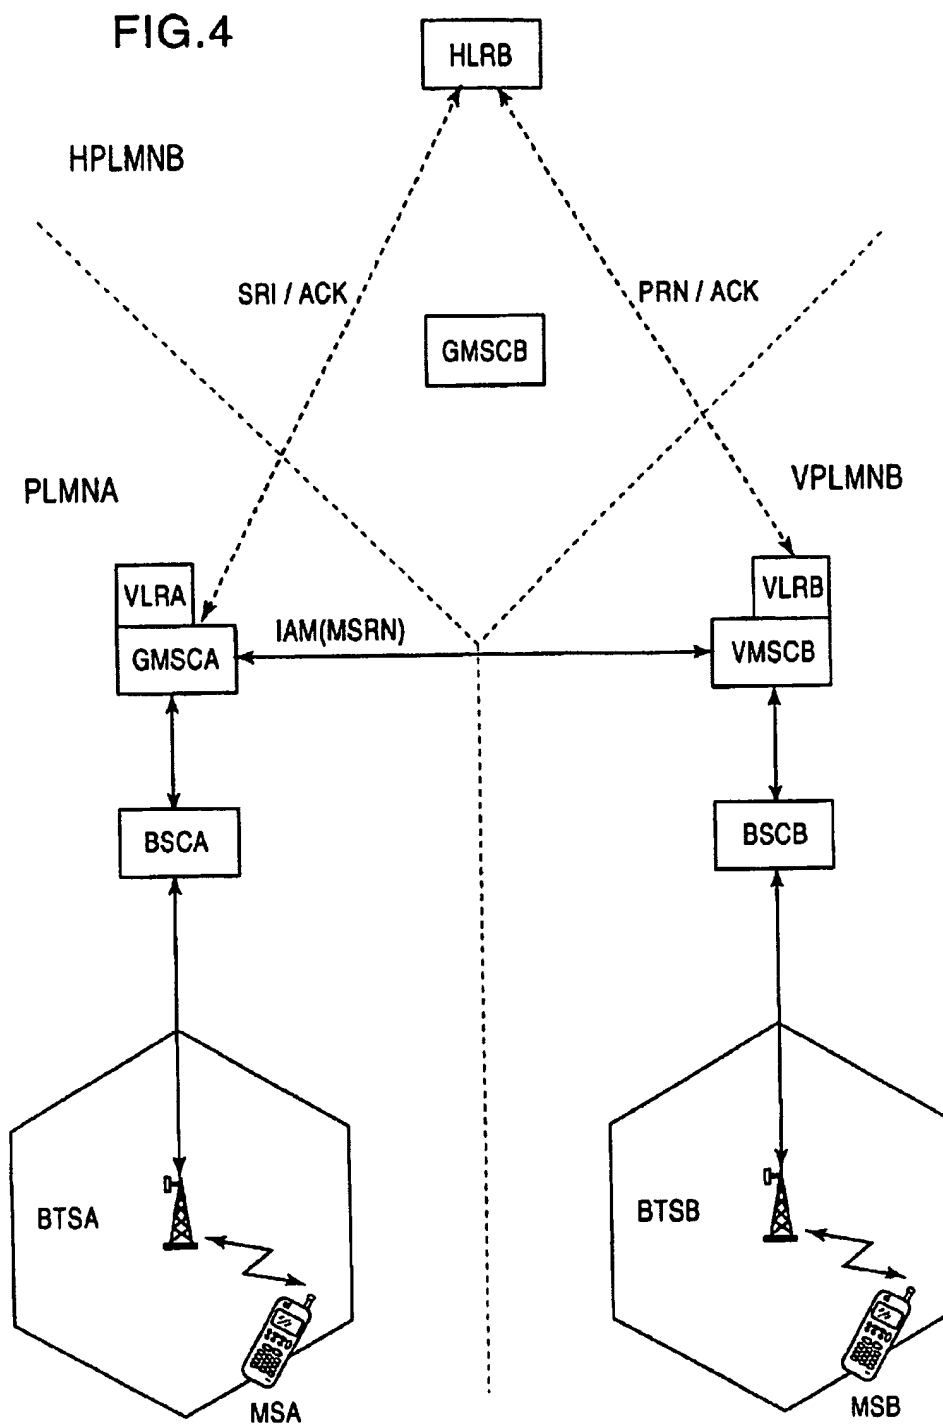 FIG.4
HLRB
HPLMNB
SRI / ACK
PRN / ACK
GMSCB
PLMNA
VPLMNB
VLRA
VLRB
IAM(MSRN)
GMSCA
VMSCB
BSCA
BSCB
BTSA
BTSB
MSA
MSB